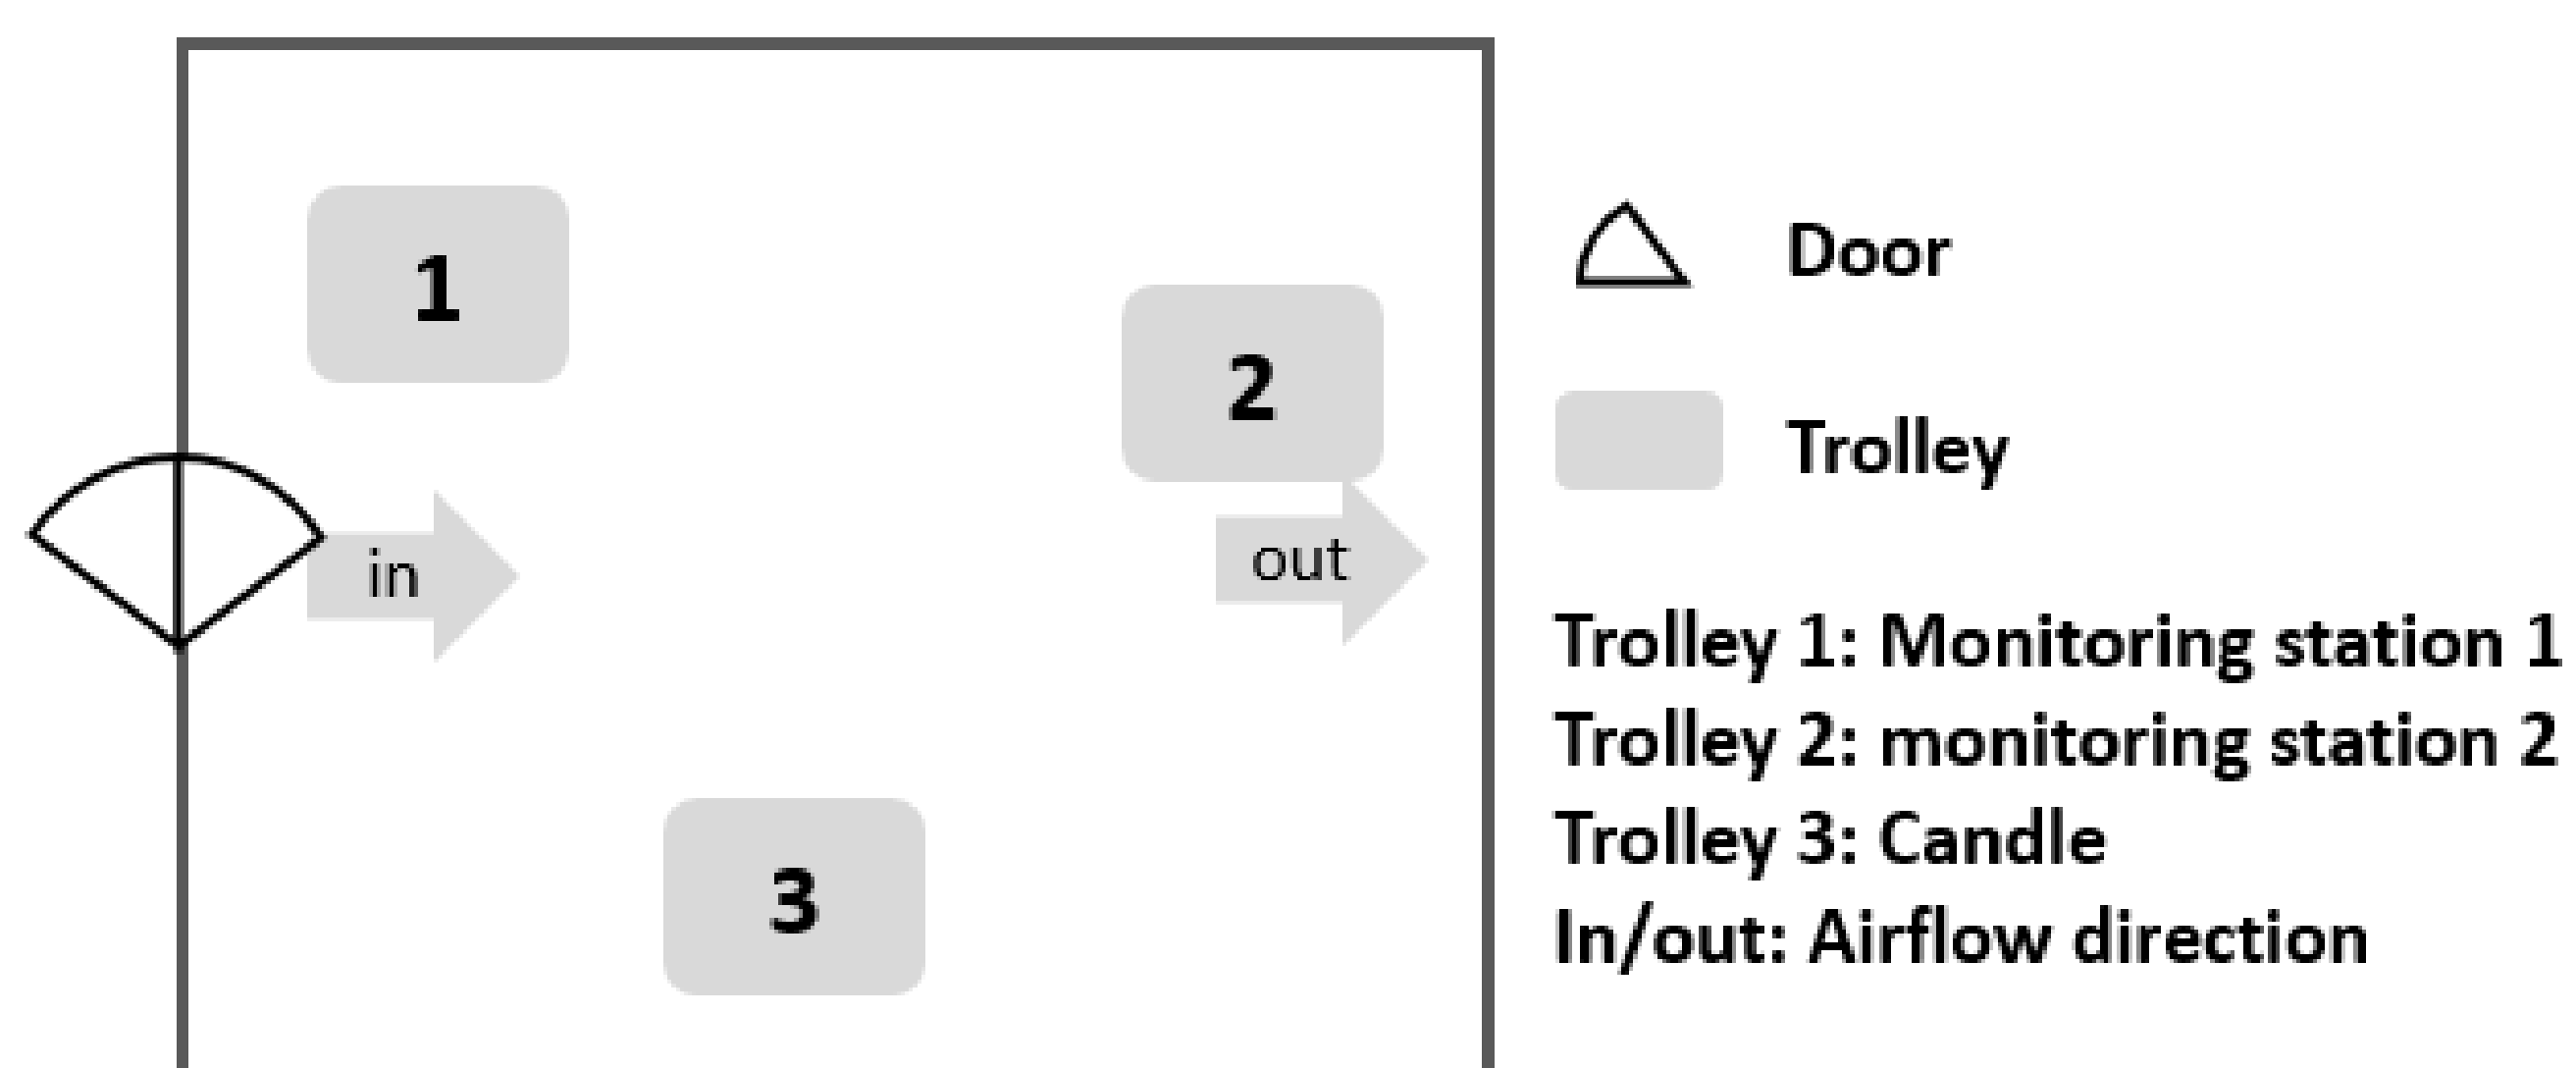 1
2
in
out
3
Door
Trolley
Trolley 1: Monitoring station 1
Trolley 2: monitoring station 2
Trolley 3: Candle
In/out: Airflow direction